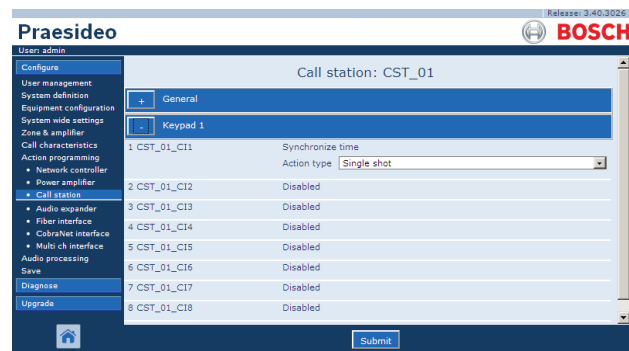 Release: 3.40.3026
Praesideo
BOSCH
User: admin
Configure
User management
System definition
Equipment configuration
System wide settings
Zone & amplifier
Call characteristics
Action programming
• Network controller
• Power amplifier
• Call station
• Audio expander
• Fiber interface
• CobraNet interface
• Multi ch interface
Audio processing
Save
Diagnose
Upgrade
Call station: CST_01
+ General
- Keypad 1
1 CST_01_CI1 Synchronize time
Action type Single shot
2 CST_01_CI2 Disabled
3 CST_01_CI3 Disabled
4 CST_01_CI4 Disabled
5 CST_01_CI5 Disabled
6 CST_01_CI6 Disabled
7 CST_01_CI7 Disabled
8 CST_01_CI8 Disabled
Submit